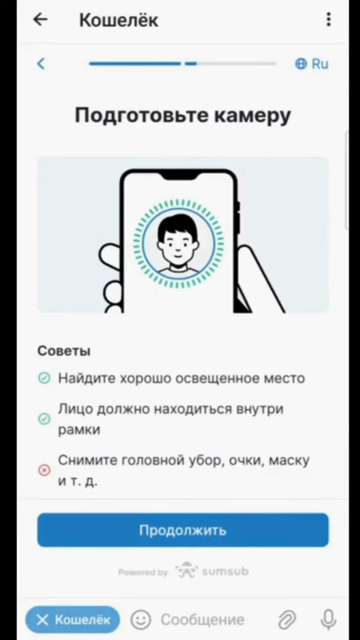 Кошелёк
Ru
Подготовьте камеру
Советы
Найдите хорошо освещенное место
Лицо должно находиться внутри
рамки
Снимите головной убор, очки, маску
и т. д.
Продолжить
Powered by sumsub
Кошелёк
Сообщение